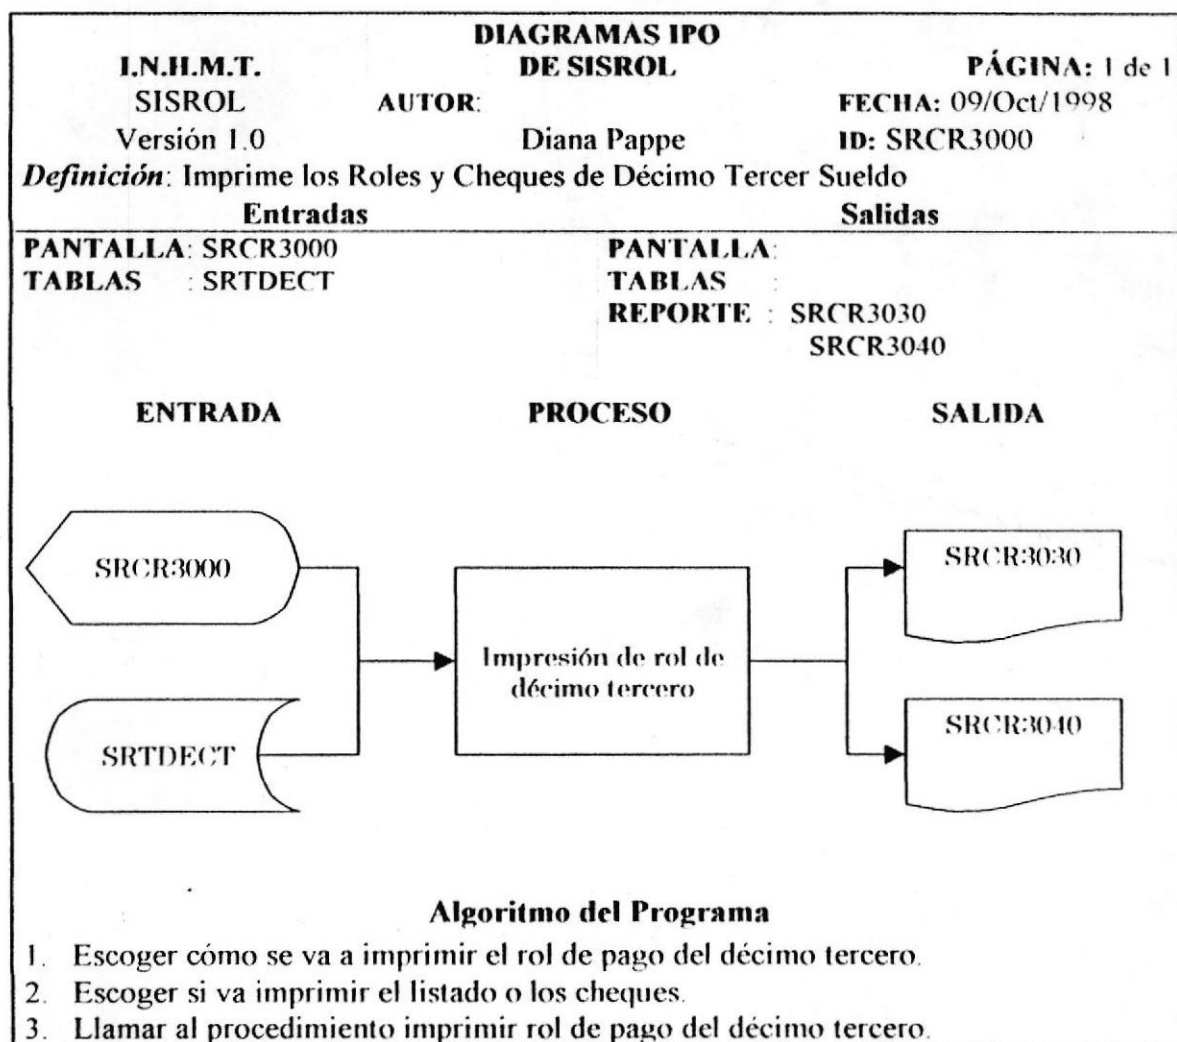 DIAGRAMAS IPO
I.N.H.M.T. DE SISROL PÁGINA: 1 de 1
SISROL AUTOR: FECHA: 09/Oct/1998
Versión 1.0 Diana Pappe ID: SRCR3000
Definición: Imprime los Roles y Cheques de Décimo Tercer Sueldo
Entradas Salidas
PANTALLA: SRCR3000 PANTALLA:
TABLAS : SRTDECT TABLAS :
REPORTE : SRCR3030
SRCR3040
ENTRADA PROCESO SALIDA
SRCR3000 SRCR3030
Impresión de rol de
décimo tercero
SRTDECT SRCR3040
Algoritmo del Programa
1. Escoger cómo se va a imprimir el rol de pago del décimo tercero.
2. Escoger si va imprimir el listado o los cheques.
3. Llamar al procedimiento imprimir rol de pago del décimo tercero.